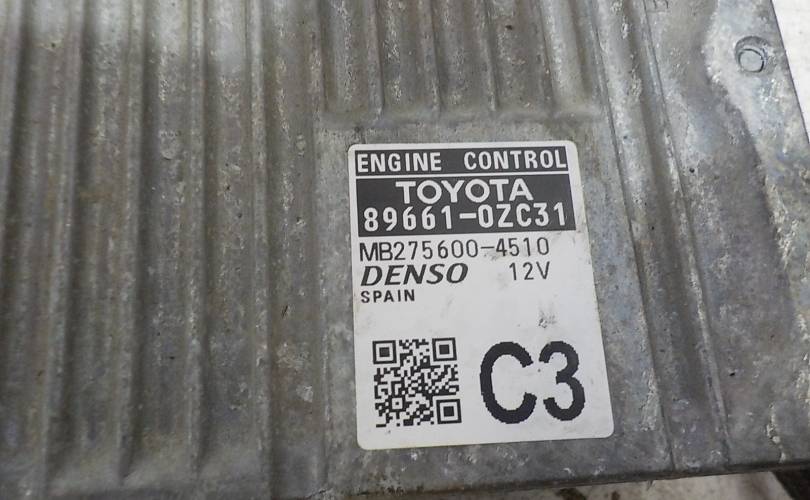 ENGINE CONTROL
TOYOTA
89661-0ZC31
MB275600-4510
DENSO 12V
SPAIN
C3